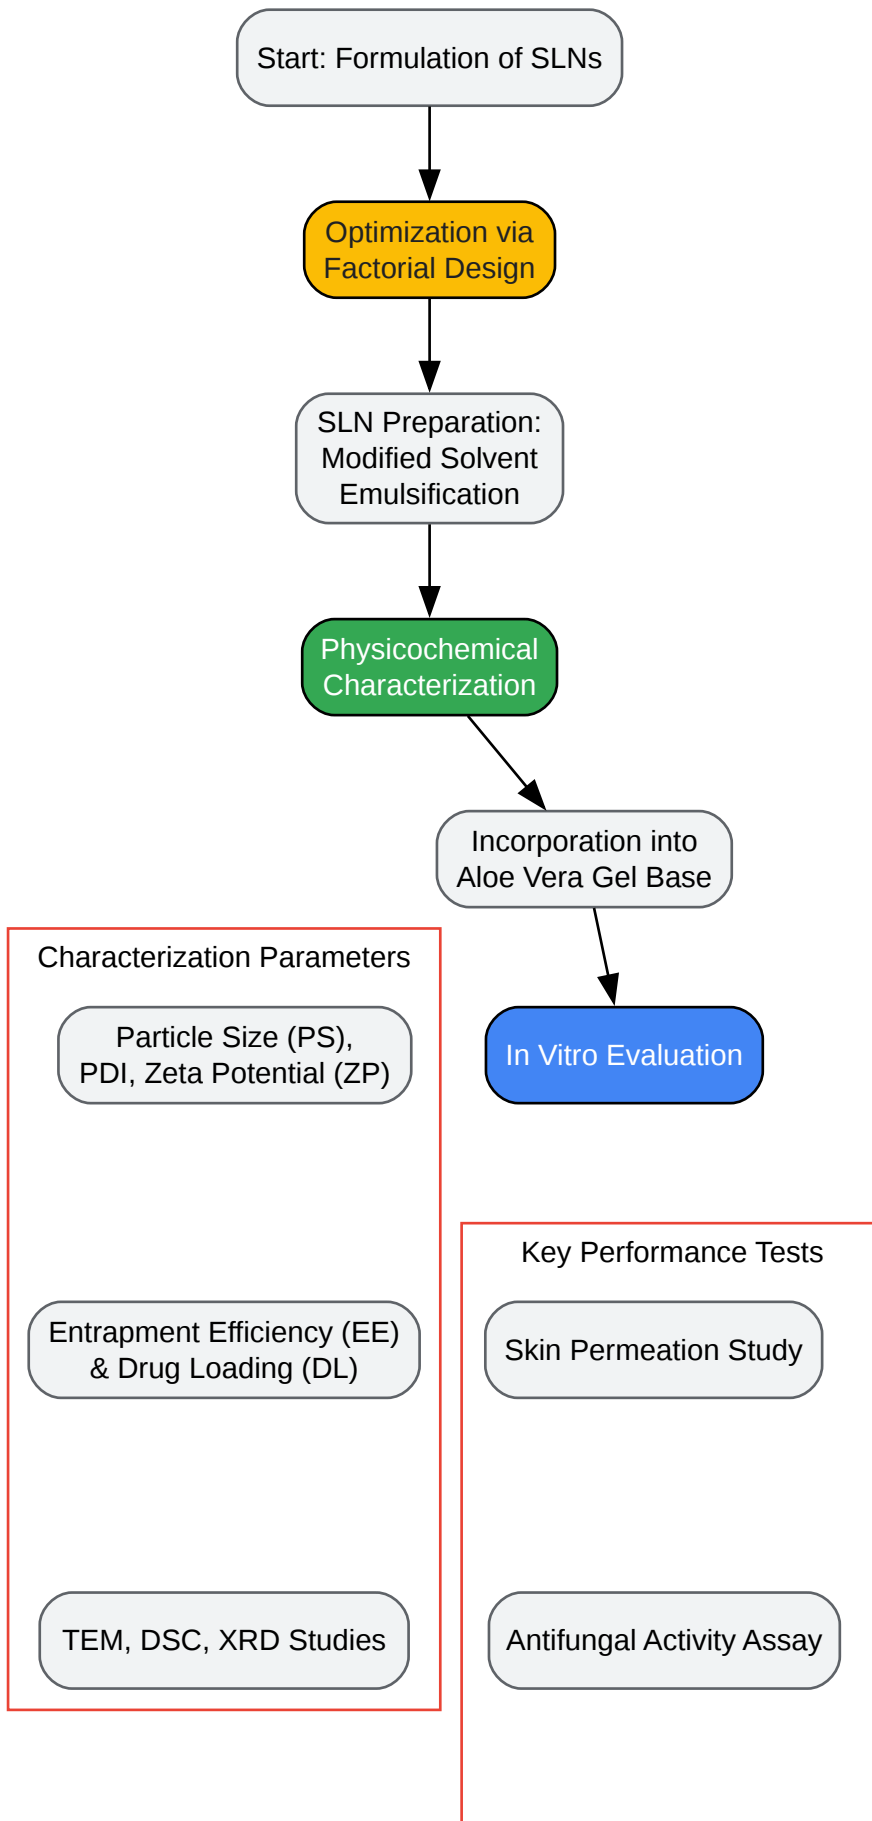 Start: Formulation of SLNs
Optimization via
Factorial Design
SLN Preparation:
Modified Solvent
Emulsification
Physicochemical
Characterization
Incorporation into
Aloe Vera Gel Base
In Vitro Evaluation
Characterization Parameters
Particle Size (PS),
PDI, Zeta Potential (ZP)
Entrapment Efficiency (EE)
& Drug Loading (DL)
TEM, DSC, XRD Studies
Key Performance Tests
Skin Permeation Study
Antifungal Activity Assay